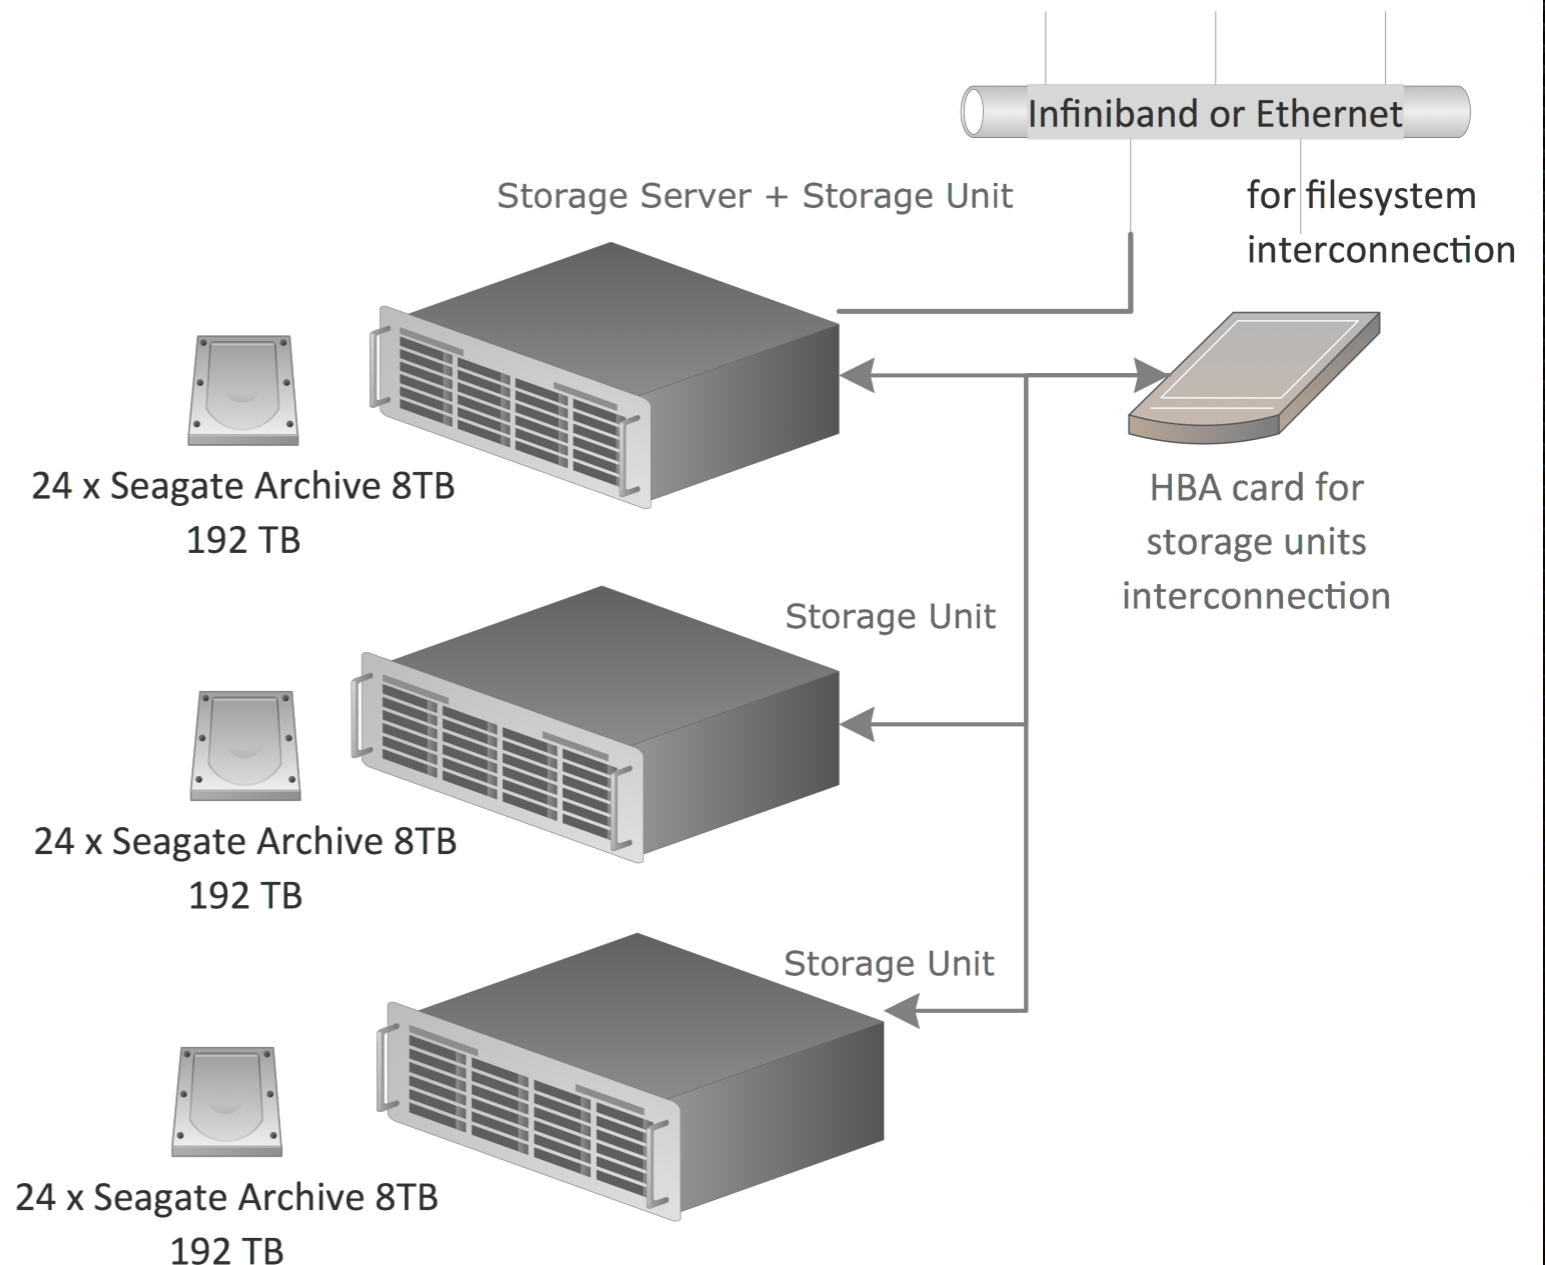 Infiniband or Ethernet
Storage Server + Storage Unit
for filesystem
interconnection
24 x Seagate Archive 8TB
192 TB
HBA card for
storage units
interconnection
Storage Unit
24 x Seagate Archive 8TB
192 TB
Storage Unit
24 x Seagate Archive 8TB
192 TB